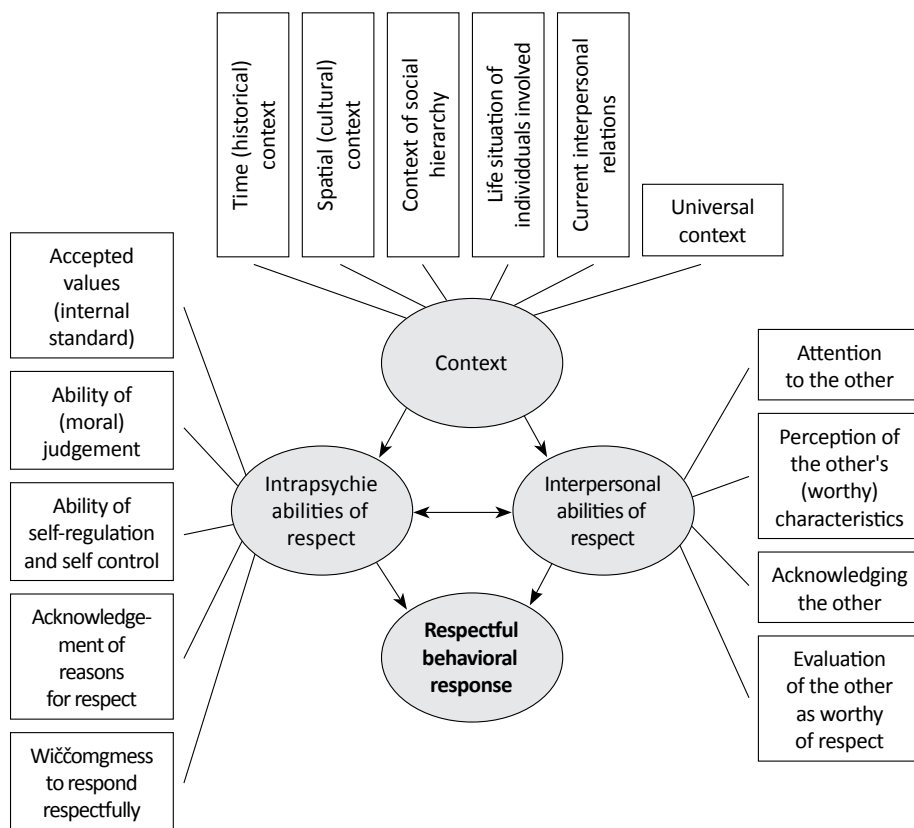 Time (historical)
context
Spatial (cultural)
context
Context of social
hierarchy
Life situation of
individuals involved
Current interpersonal
relations
Universal
context
Accepted
values
(internal
standard)
Ability of
(moral)
judgement
Ability of
self-regulation
and self control
Acknowledge-
ment of
reasons
for respect
Wiččomgmess
to respond
respectfully
Context
Intrapsychie
abilities of
respect
Interpersonal
abilities of
respect
Respectful
behavioral
response
Attention
to the other
Perception of
the other's
(worthy)
characteristics
Acknowledging
the other
Evaluation
of the other
as worthy
of respect